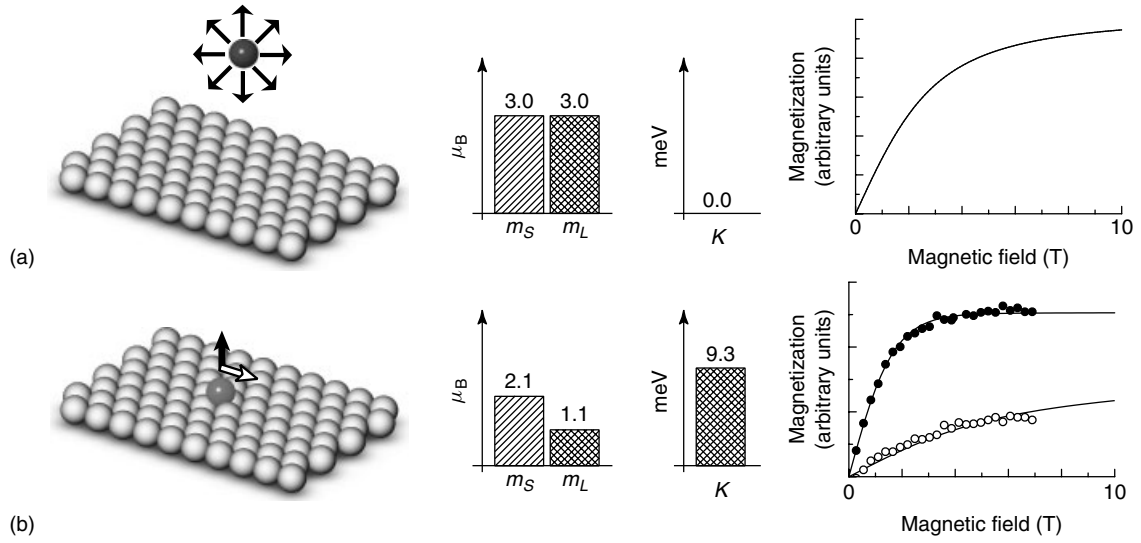 (a)
μB
3.0 3.0
mS mL
meV
0.0
K
Magnetization
(arbitrary units)
0 10
Magnetic field (T)
(b)
μB
2.1
1.1
mS mL
meV
9.3
K
Magnetization
(arbitrary units)
0 10
Magnetic field (T)